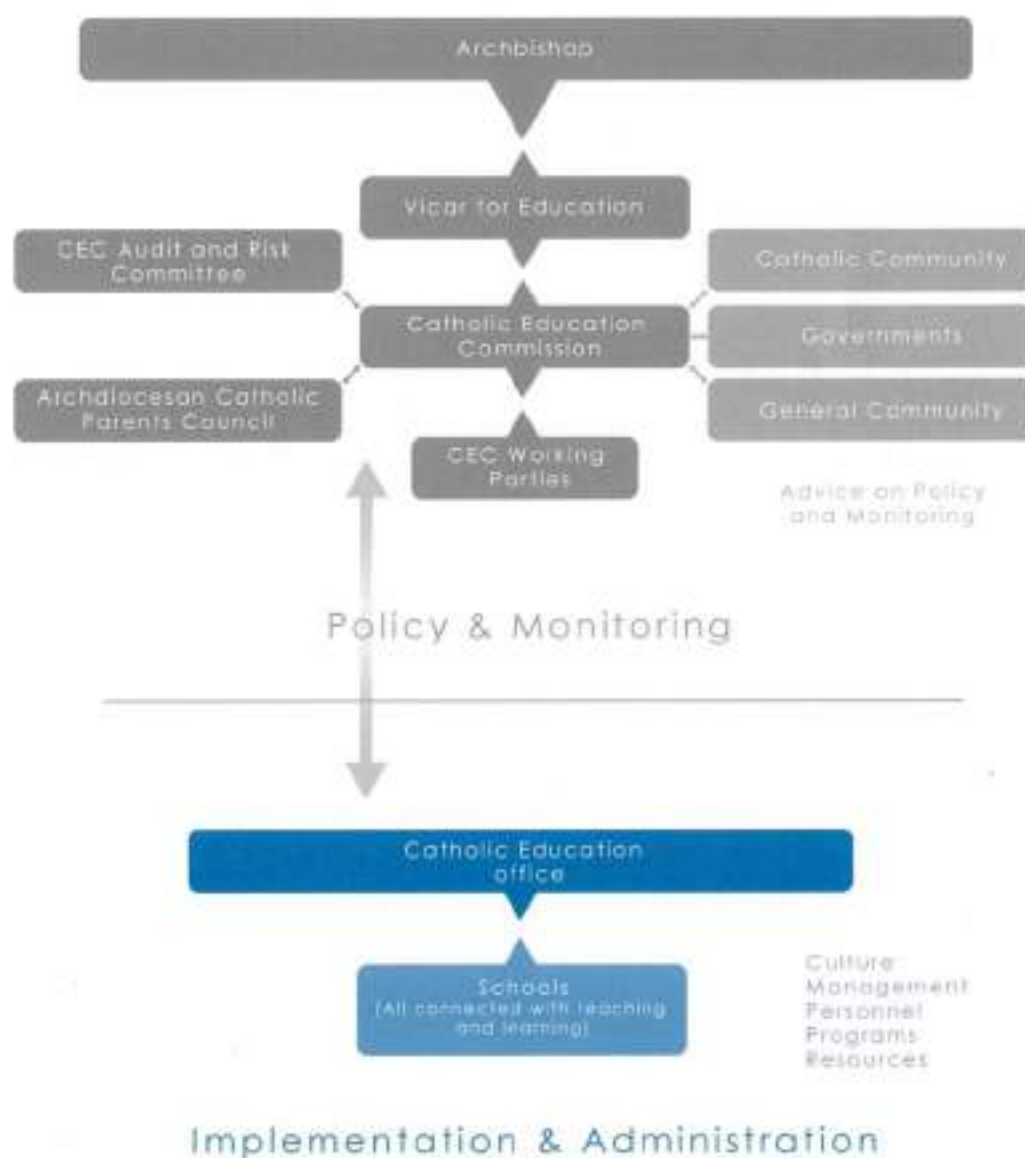 Archbishop
Vicar for Education
CEC Audit and Risk
Committee
Catholic Community
Catholic Education
Commission
Governments
Archdiocesan Catholic
Parents Council
General Community
CEC Working
Parties
Advice on Policy
and Monitoring
Policy & Monitoring
Catholic Education
office
Schools
(All connected with teaching
and learning)
Culture
Management
Personnel
Programs
Resources
Implementation & Administration